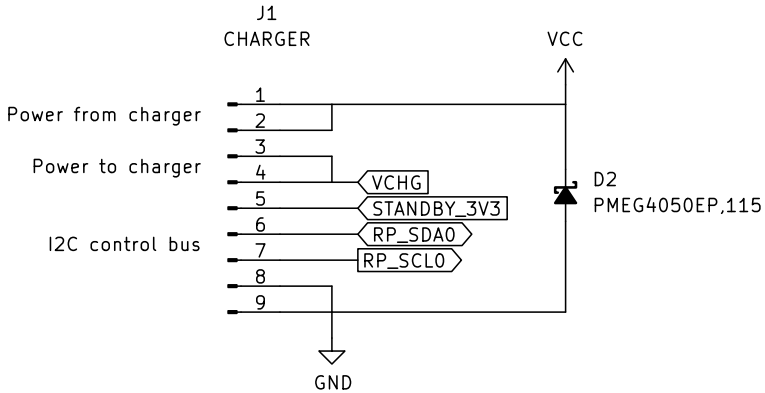 J1
CHARGER
VCC
1
Power from charger
2
3
Power to charger
4
VCHG
D2
5
STANDBY_3V3
PMEG4050EP,115
6
RP_SDA0
I2C control bus
7
RP_SCL0
8
9
GND